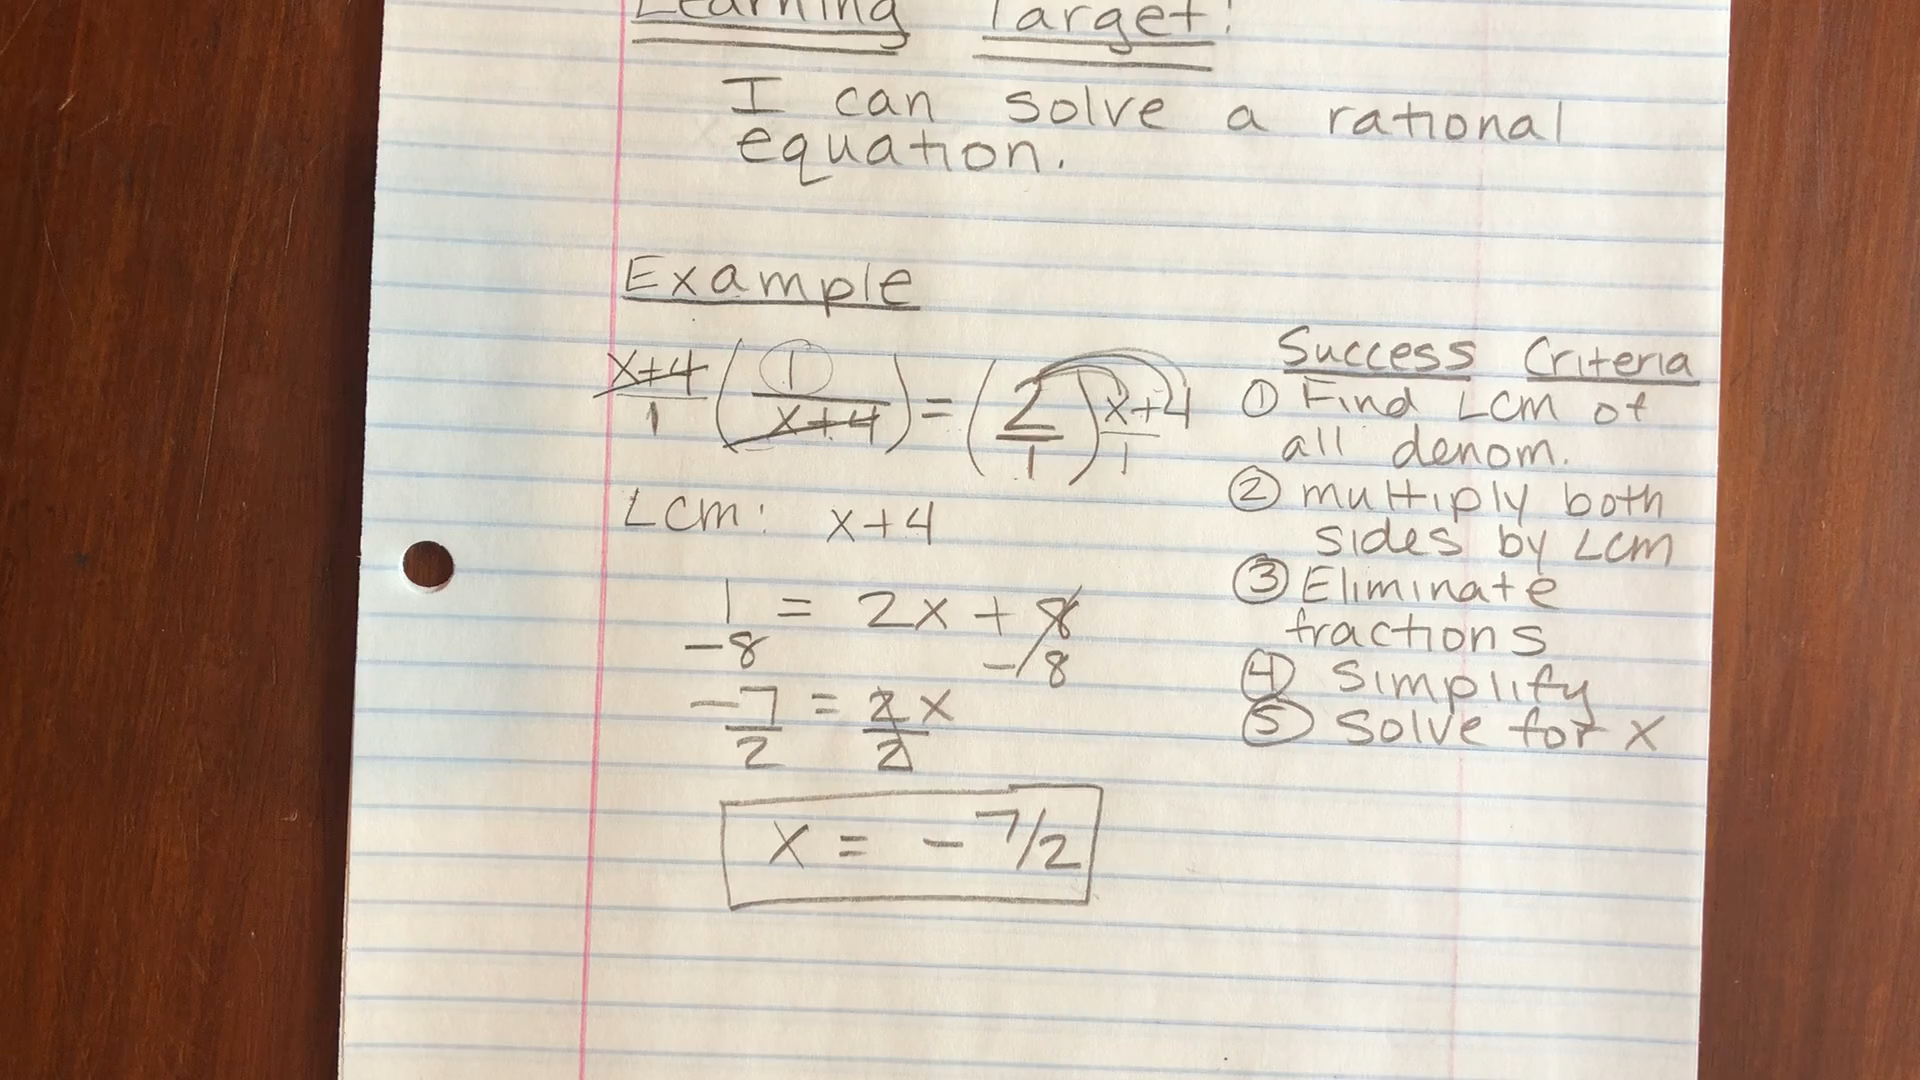 Learning Target:
I can solve a rational
equation.
Example
x+4/1 (1/x+4) = (2/1) x+4/1
LCM: x+4
1 = 2x + 8
-8 -8
-7/2 = 2x/2
x = - 7/2
Success Criteria
① Find LCM of
all denom.
② multiply both
sides by LCM
③ Eliminate
fractions
④ Simplify
⑤ Solve for x